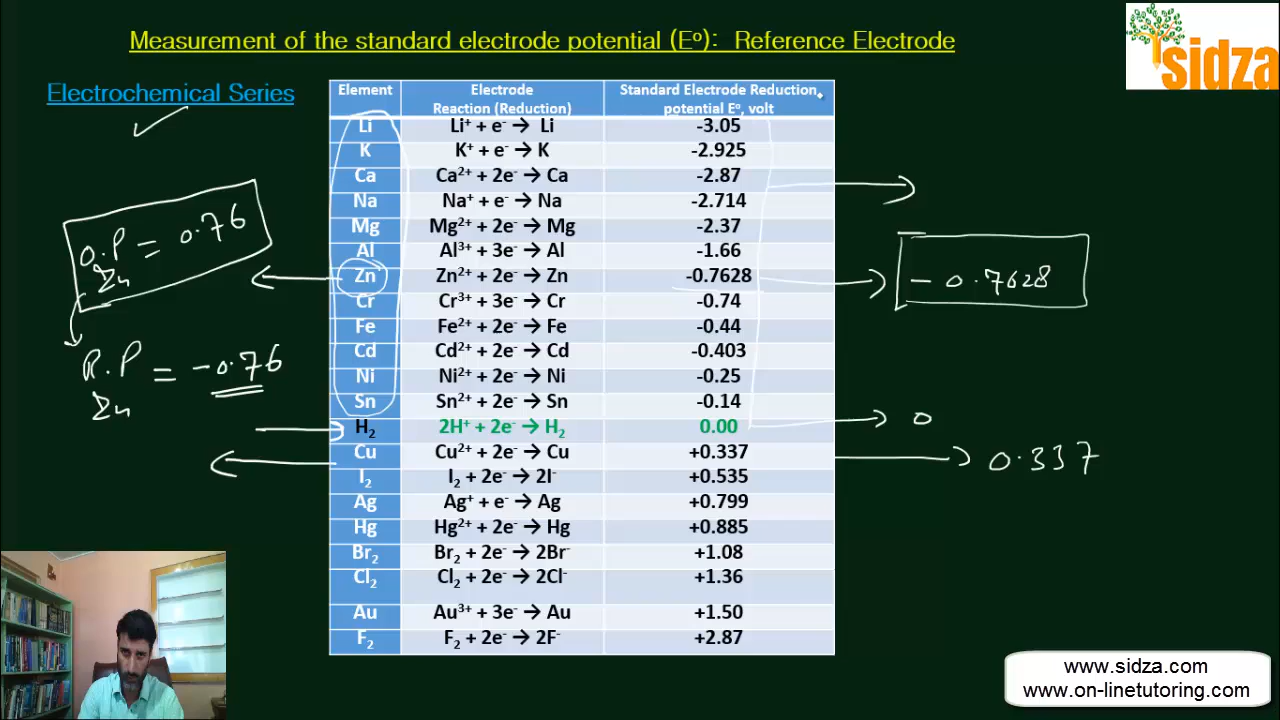 Measurement of the standard electrode potential (Eº): Reference Electrode
sidza
Electrochemical Series
Element Electrode Reaction (Reduction) Standard Electrode Reduction potential Eº, volt
Li Li⁺ + e⁻ → Li -3.05
K K⁺ + e⁻ → K -2.925
Ca Ca²⁺ + 2e⁻ → Ca -2.87
Na Na⁺ + e⁻ → Na -2.714
Mg Mg²⁺ + 2e⁻ → Mg -2.37
Al Al³⁺ + 3e⁻ → Al -1.66
Zn Zn²⁺ + 2e⁻ → Zn -0.7628
Cr Cr³⁺ + 3e⁻ → Cr -0.74
Fe Fe²⁺ + 2e⁻ → Fe -0.44
Cd Cd²⁺ + 2e⁻ → Cd -0.403
Ni Ni²⁺ + 2e⁻ → Ni -0.25
Sn Sn²⁺ + 2e⁻ → Sn -0.14
H₂ 2H⁺ + 2e⁻ → H₂ 0.00
Cu Cu²⁺ + 2e⁻ → Cu +0.337
I₂ I₂ + 2e⁻ → 2I⁻ +0.535
Ag Ag⁺ + e⁻ → Ag +0.799
Hg Hg²⁺ + 2e⁻ → Hg +0.885
Br₂ Br₂ + 2e⁻ → 2Br⁻ +1.08
Cl₂ Cl₂ + 2e⁻ → 2Cl⁻ +1.36
Au Au³⁺ + 3e⁻ → Au +1.50
F₂ F₂ + 2e⁻ → 2F⁻ +2.87
O.P = 0.76
Zn
R.P = -0.76
Zn
- 0.7628
0
0.337
www.sidza.com
www.on-linetutoring.com